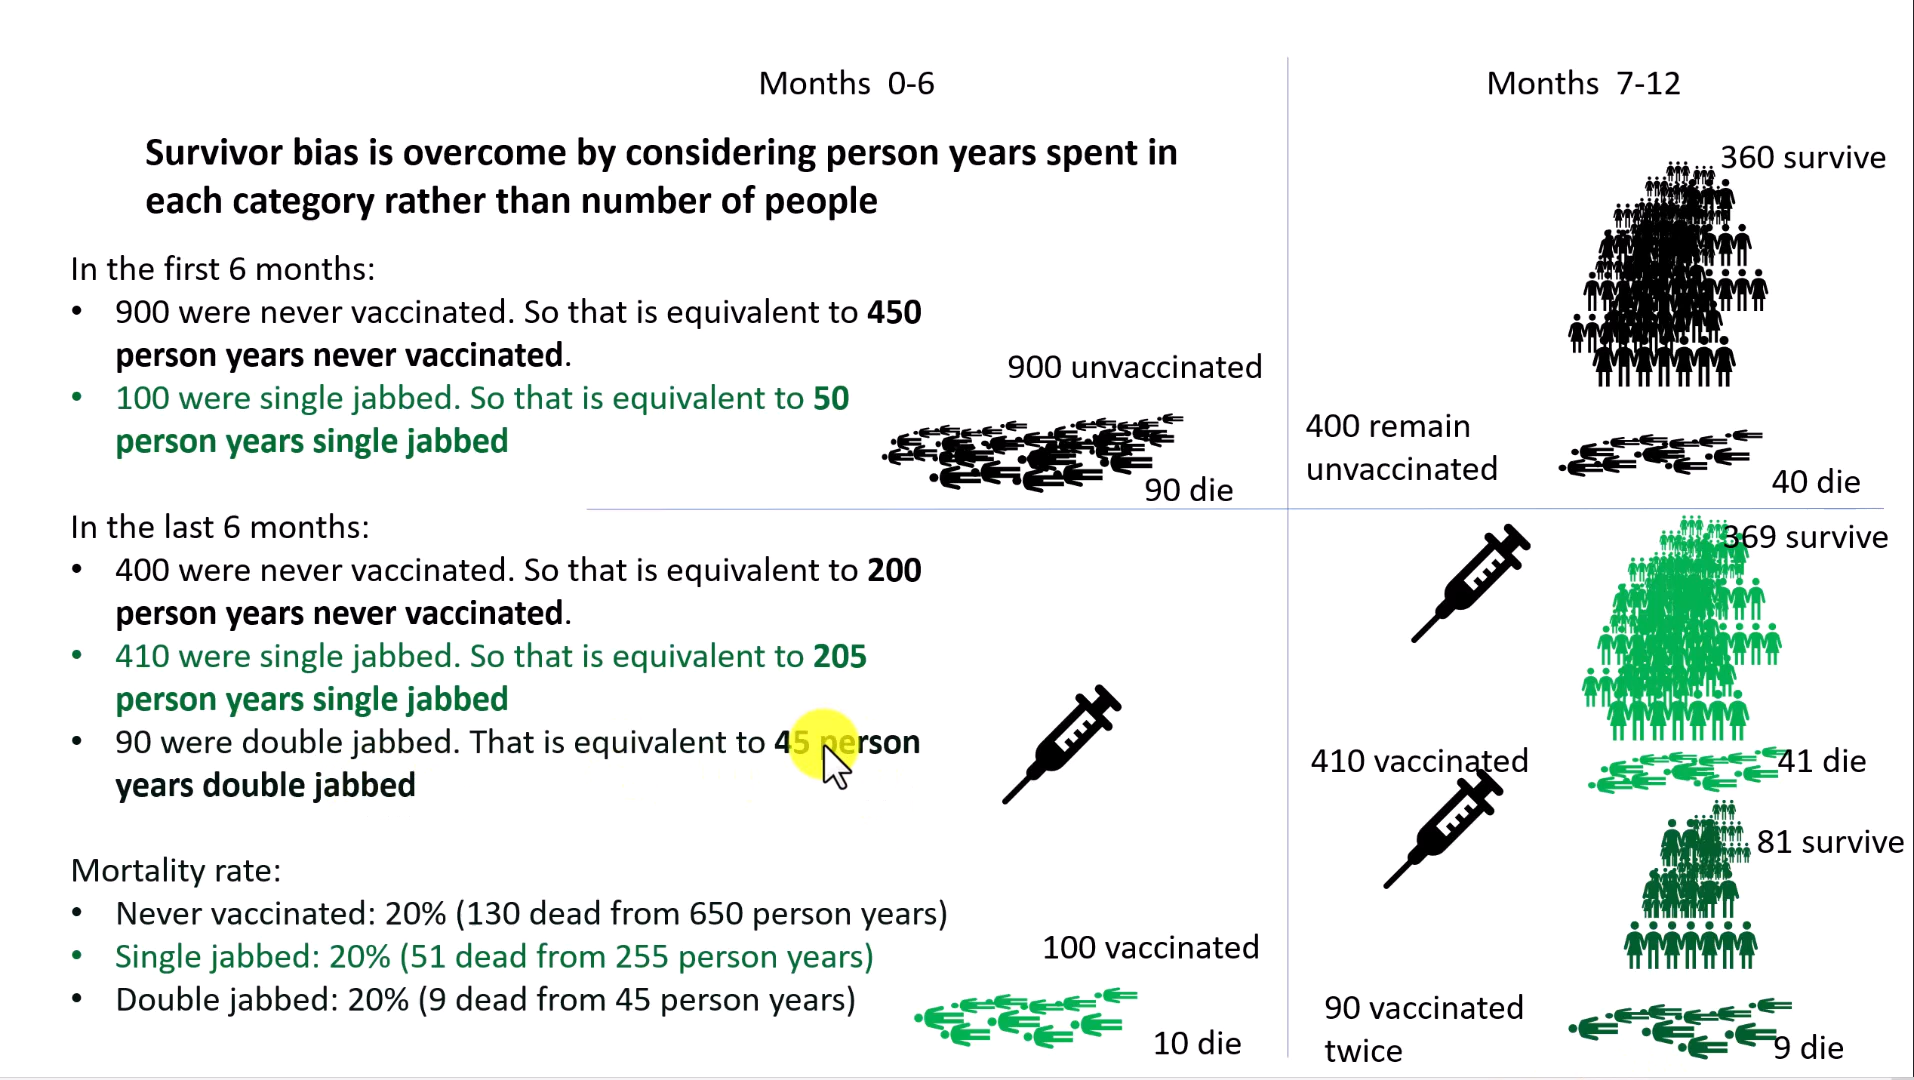 Months  0-6
Months  7-12
Survivor bias is overcome by considering person years spent in
each category rather than number of people
In the first 6 months:
• 900 were never vaccinated. So that is equivalent to 450
person years never vaccinated.
• 100 were single jabbed. So that is equivalent to 50
person years single jabbed
In the last 6 months:
• 400 were never vaccinated. So that is equivalent to 200
person years never vaccinated.
• 410 were single jabbed. So that is equivalent to 205
person years single jabbed
• 90 were double jabbed. That is equivalent to 45 person
years double jabbed
Mortality rate:
• Never vaccinated: 20% (130 dead from 650 person years)
• Single jabbed: 20% (51 dead from 255 person years)
• Double jabbed: 20% (9 dead from 45 person years)
900 unvaccinated
90 die
100 vaccinated
10 die
360 survive
400 remain
unvaccinated
40 die
369 survive
410 vaccinated
41 die
81 survive
90 vaccinated
twice
9 die